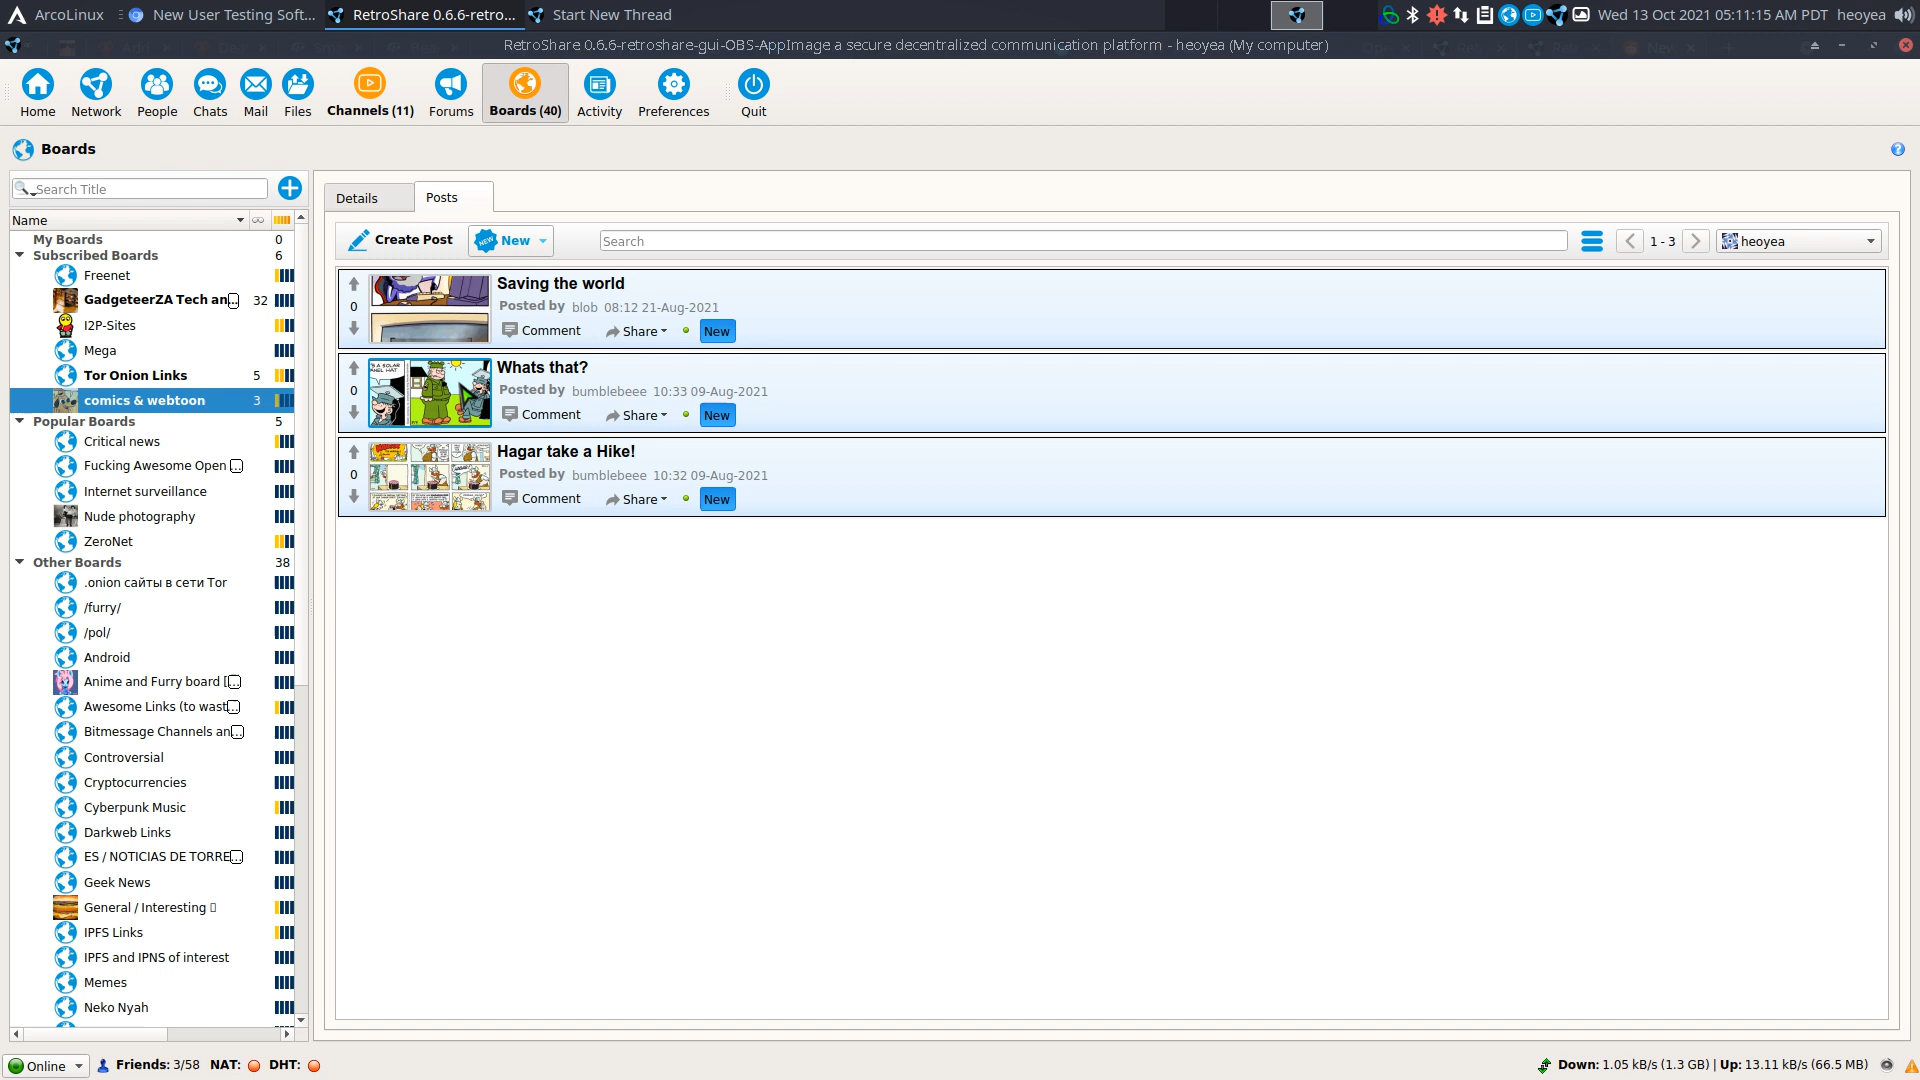 ArcoLinux
New User Testing Soft...
RetroShare 0.6.6-retro...
Start New Thread
Wed 13 Oct 2021 05:11:15 AM PDT
heoyea
RetroShare 0.6.6-retroshare-gui-OBS-AppImage a secure decentralized communication platform - heoyea (My computer)
Home
Network
People
Chats
Mail
Files
Channels (11)
Forums
Boards (40)
Activity
Preferences
Quit
Boards
Search Title
Name
My Boards 0
Subscribed Boards 6
Freenet
GadgeteerZA Tech an... 32
I2P-Sites
Mega
Tor Onion Links 5
comics & webtoon 3
Popular Boards 5
Critical news
Fucking Awesome Open ...
Internet surveillance
Nude photography
ZeroNet
Other Boards 38
.onion сайты в сети Tor
/furry/
/pol/
Android
Anime and Furry board [...
Awesome Links (to wast...
Bitmessage Channels an...
Controversial
Cryptocurrencies
Cyberpunk Music
Darkweb Links
ES / NOTICIAS DE TORRE...
Geek News
General / Interesting
IPFS Links
IPFS and IPNS of interest
Memes
Neko Nyah
Details
Posts
Create Post
NEW New
Search
1 - 3
heoyea
Saving the world
0
Posted by blob 08:12 21-Aug-2021
Comment Share New
Whats that?
0
Posted by bumblebeee 10:33 09-Aug-2021
Comment Share New
Hagar take a Hike!
0
Posted by bumblebeee 10:32 09-Aug-2021
Comment Share New
Online
Friends: 3/58 NAT: DHT:
Down: 1.05 kB/s (1.3 GB) | Up: 13.11 kB/s (66.5 MB)